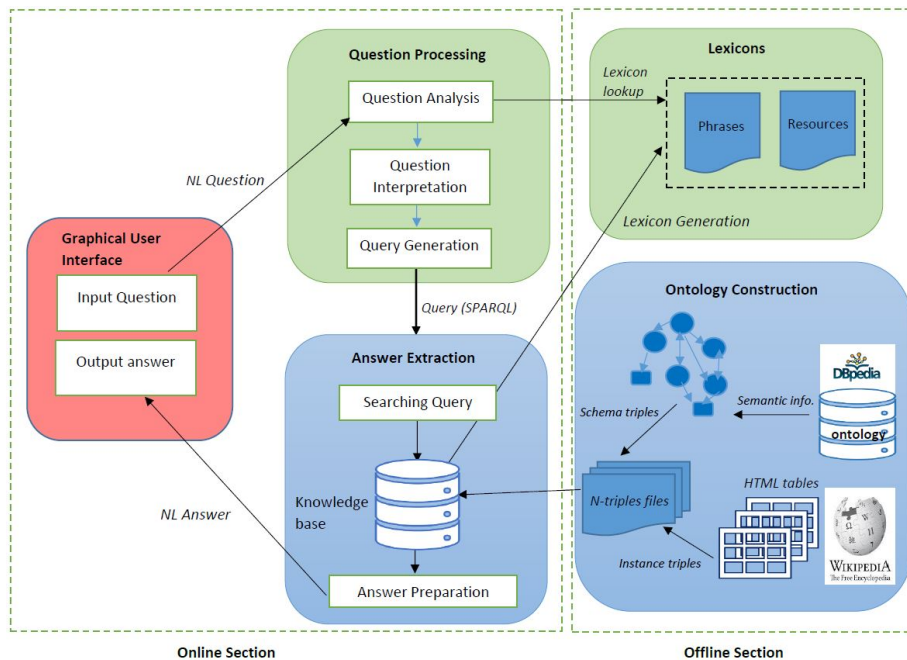 Question Processing
Question Analysis
Question
Interpretation
Query Generation
Lexicons
Lexicon
lookup
Phrases
Resources
NL Question
Lexicon Generation
Graphical User
Interface
Input Question
Output answer
Query (SPARQL)
Answer Extraction
Searching Query
Knowledge
base
Answer Preparation
NL Answer
Ontology Construction
DBpedia
Semantic info.
ontology
Schema triples
N-triples files
HTML tables
Instance triples
WIKIPEDIA
The Free Encyclopedia
Online Section
Offline Section